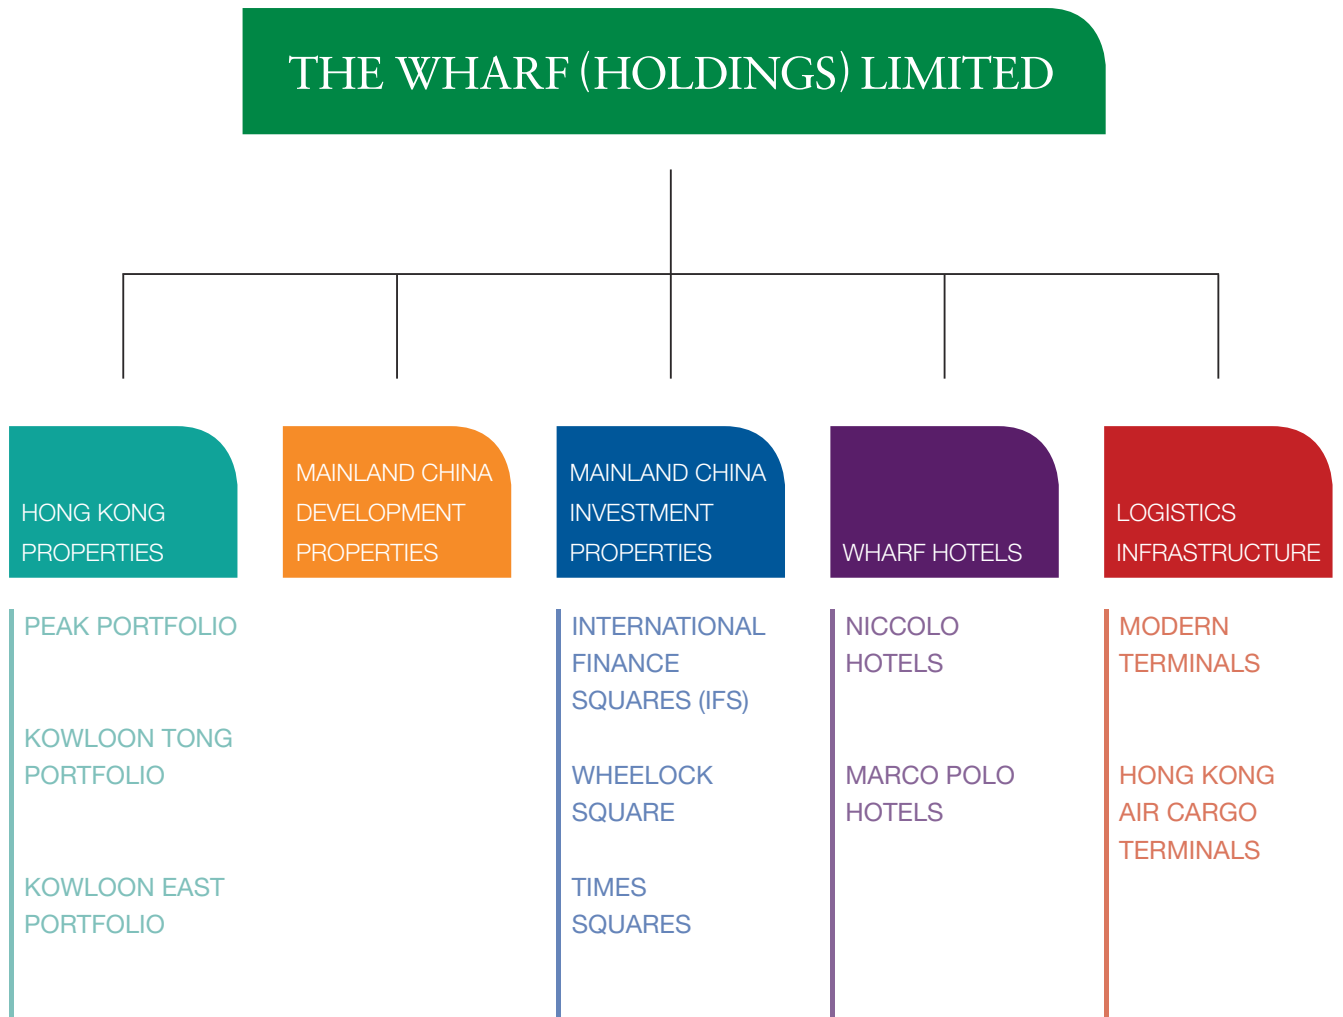 THE WHARF (HOLDINGS) LIMITED
HONG KONG
PROPERTIES
MAINLAND CHINA
DEVELOPMENT
PROPERTIES
MAINLAND CHINA
INVESTMENT
PROPERTIES
WHARF HOTELS
LOGISTICS
INFRASTRUCTURE
PEAK PORTFOLIO
KOWLOON TONG
PORTFOLIO
KOWLOON EAST
PORTFOLIO
INTERNATIONAL
FINANCE
SQUARES (IFS)
WHEELOCK
SQUARE
TIMES
SQUARES
NICCOLO
HOTELS
MARCO POLO
HOTELS
MODERN
TERMINALS
HONG KONG
AIR CARGO
TERMINALS